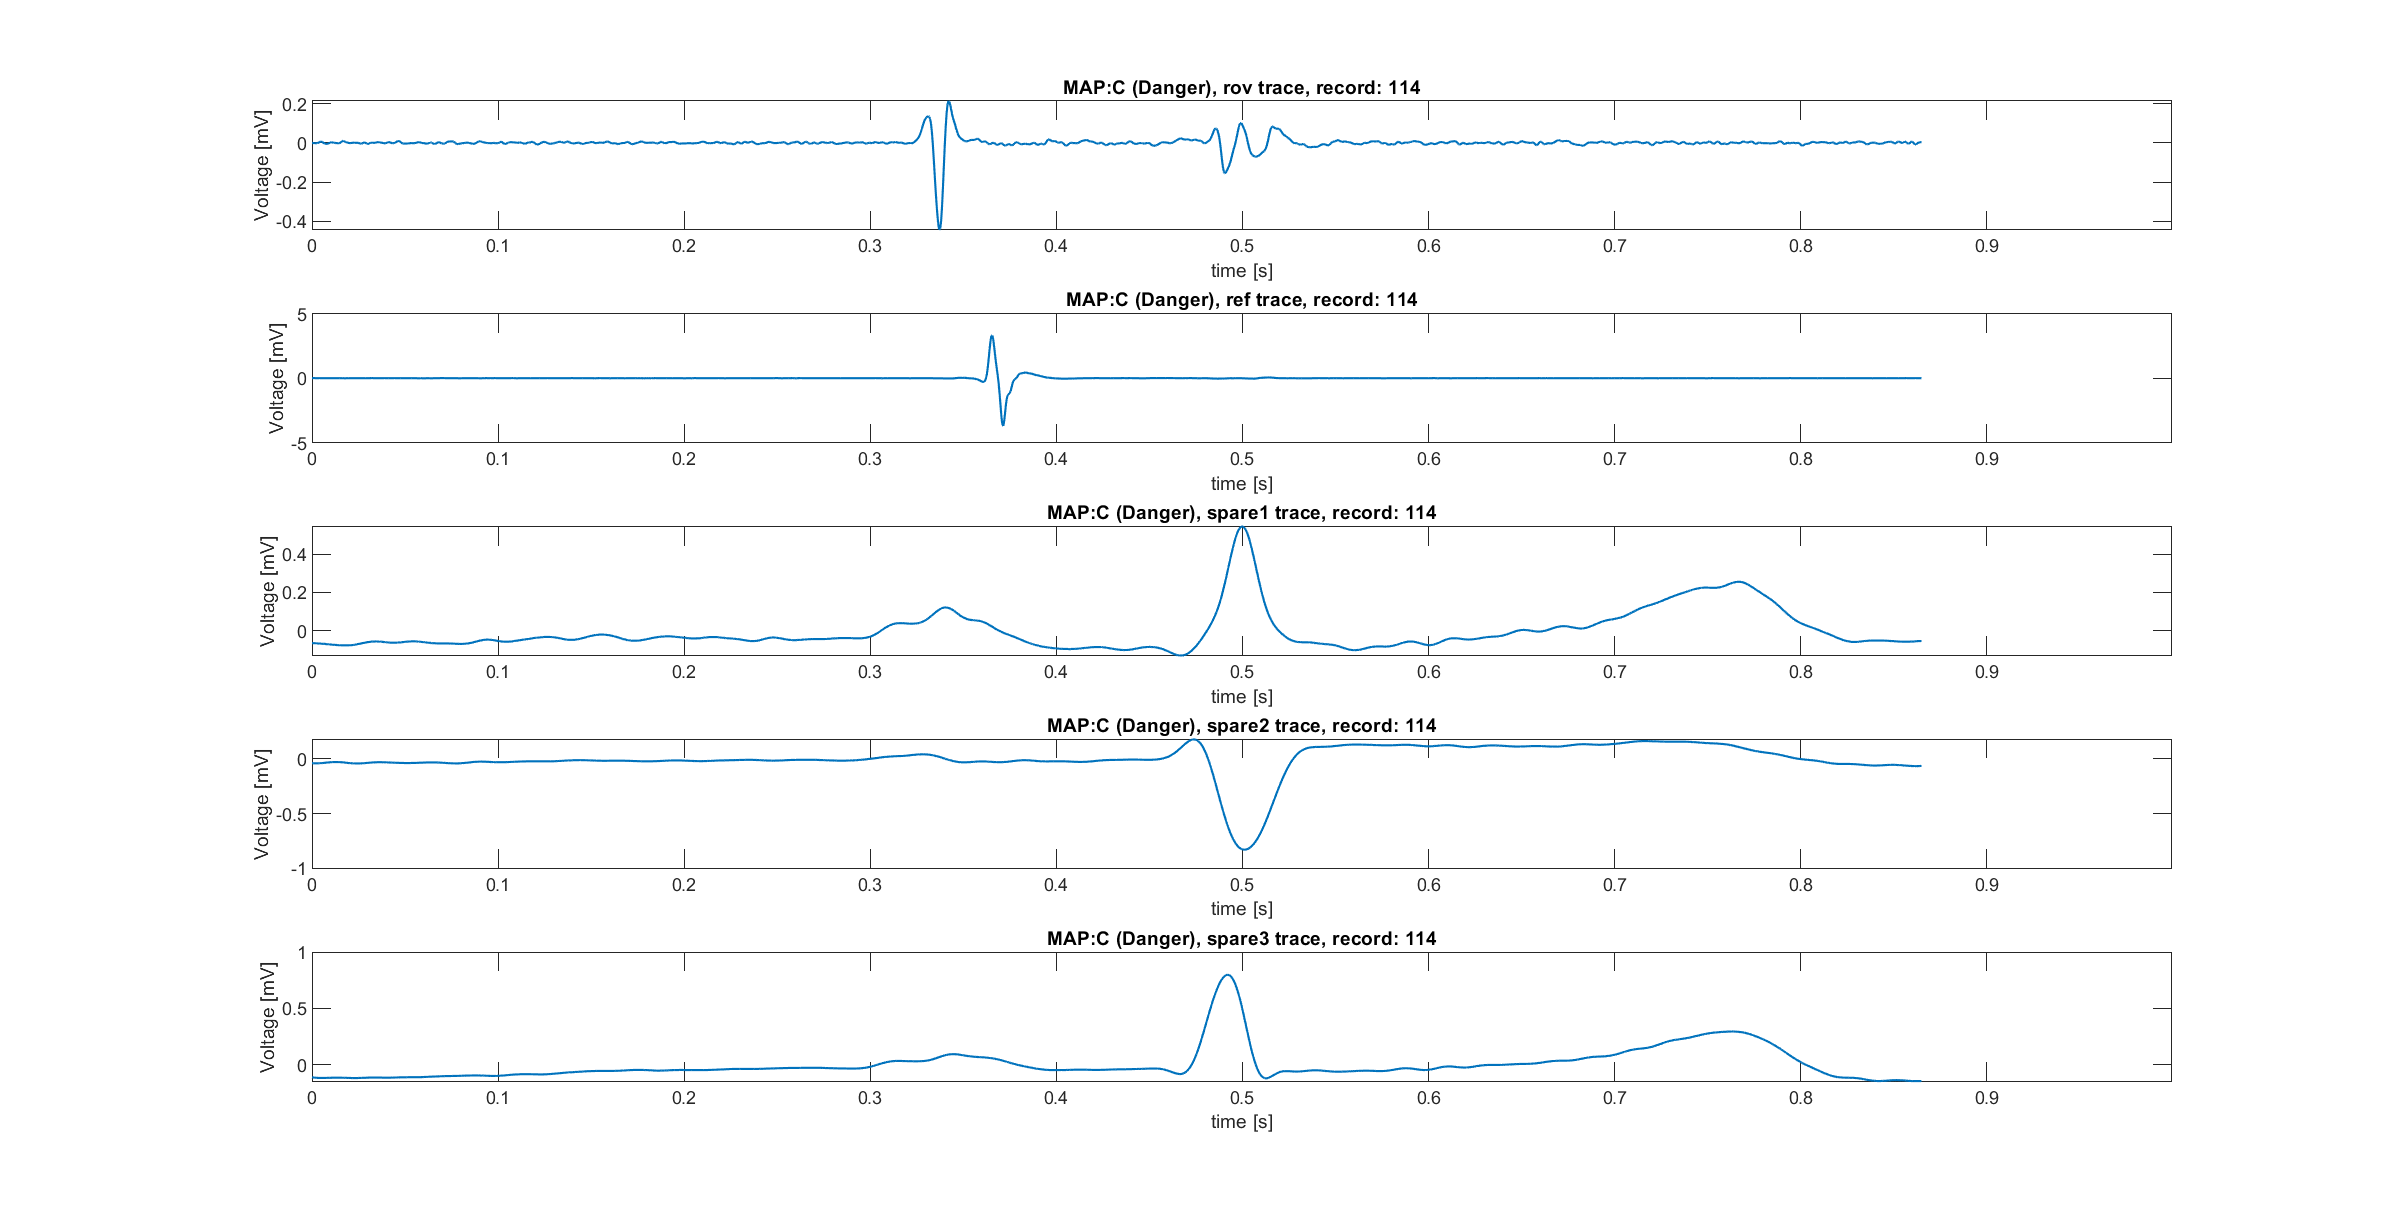 MAP:C (Danger), rov trace, record: 114
Voltage [mV]
0.2
0
-0.2
-0.4
0 0.1 0.2 0.3 0.4 0.5 0.6 0.7 0.8 0.9
time [s]
MAP:C (Danger), ref trace, record: 114
Voltage [mV]
5
0
-5
0 0.1 0.2 0.3 0.4 0.5 0.6 0.7 0.8 0.9
time [s]
MAP:C (Danger), spare1 trace, record: 114
Voltage [mV]
0.4
0.2
0
0 0.1 0.2 0.3 0.4 0.5 0.6 0.7 0.8 0.9
time [s]
MAP:C (Danger), spare2 trace, record: 114
Voltage [mV]
0
-0.5
-1
0 0.1 0.2 0.3 0.4 0.5 0.6 0.7 0.8 0.9
time [s]
MAP:C (Danger), spare3 trace, record: 114
Voltage [mV]
1
0.5
0
0 0.1 0.2 0.3 0.4 0.5 0.6 0.7 0.8 0.9
time [s]